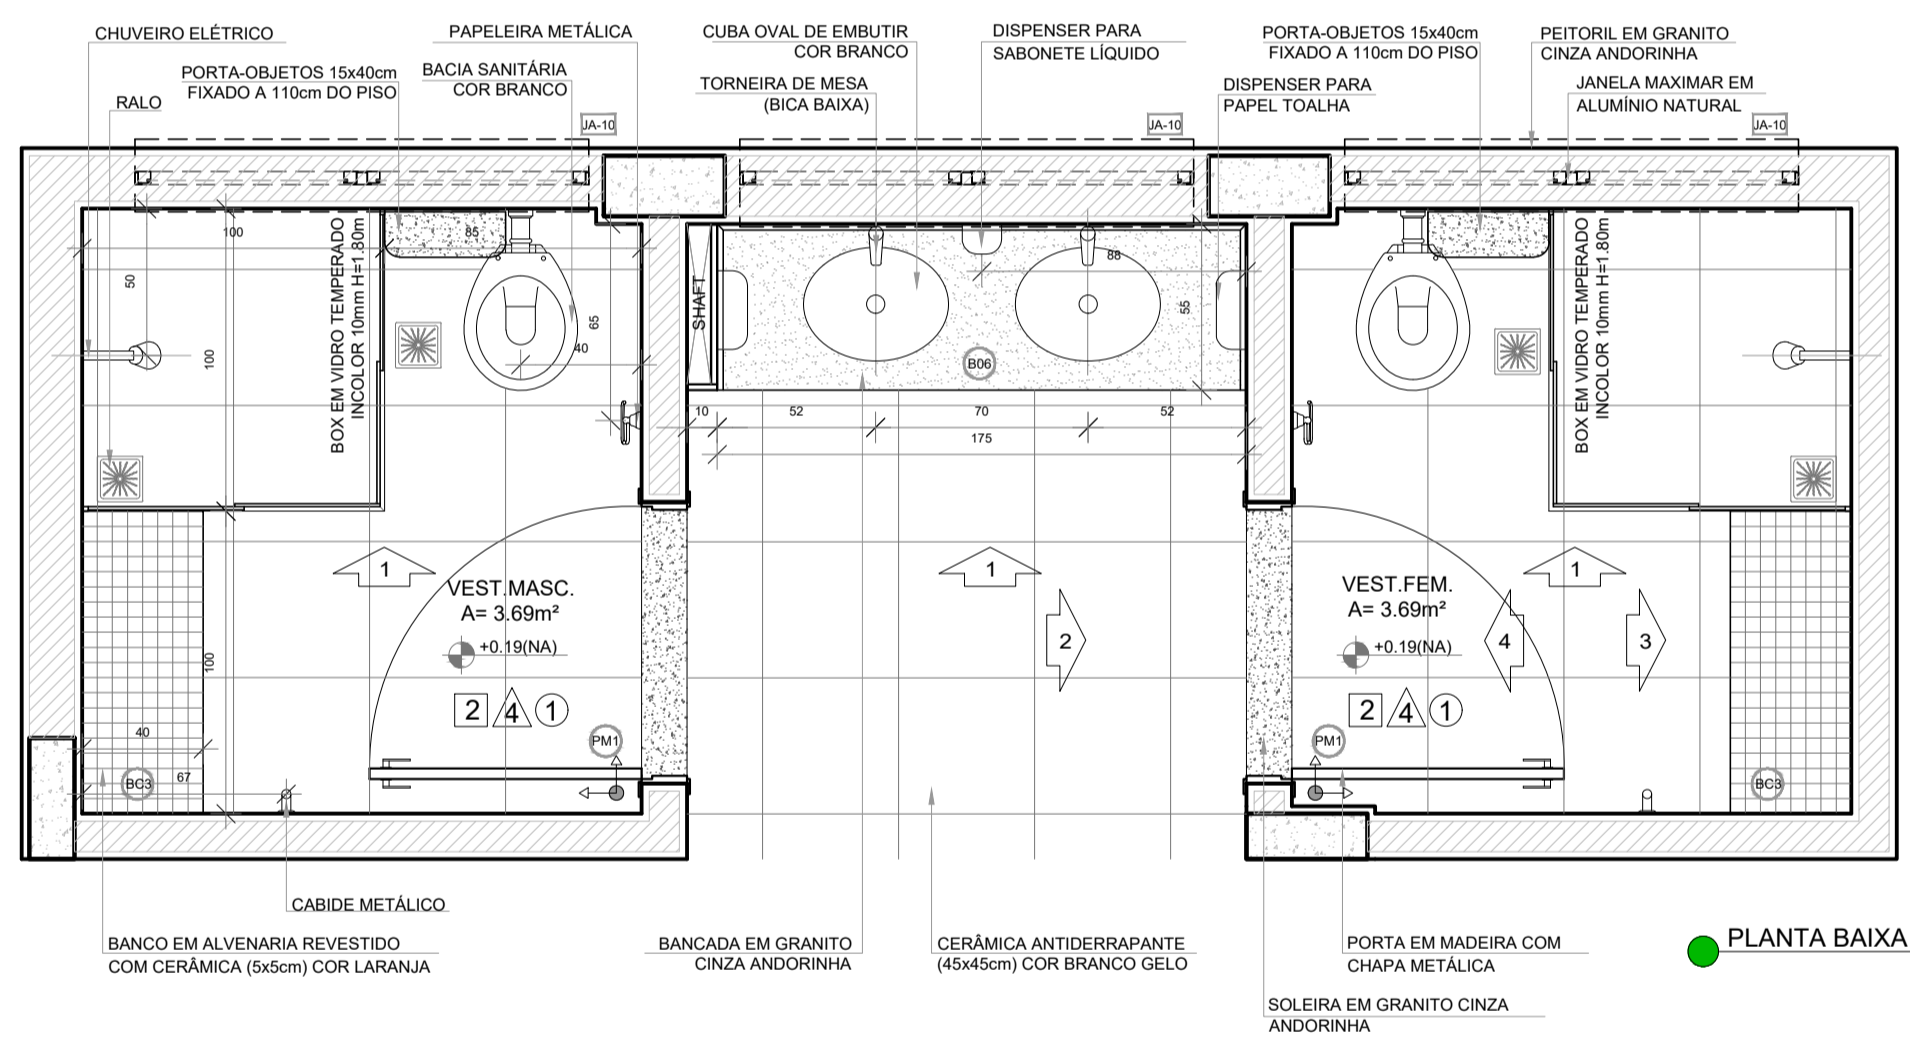 CHUVEIRO ELÉTRICO
PORTA-OBJETOS 15x40cm
FIXADO A 110cm DO PISO
RALO
PAPELEIRA METÁLICA
BACIA SANITÁRIA
COR BRANCO
CUBA OVAL DE EMBUTIR
COR BRANCO
TORNEIRA DE MESA
(BICA BAIXA)
DISPENSER PARA
SABONETE LÍQUIDO
DISPENSER PARA
PAPEL TOALHA
PORTA-OBJETOS 15x40cm
FIXADO A 110cm DO PISO
PEITORIL EM GRANITO
CINZA ANDORINHA
JANELA MAXIMAR EM
ALUMÍNIO NATURAL
JA-10
JA-10
JA-10
100
50
100
BOX EM VIDRO TEMPERADO
INCOLOR 10mm H=1.80m
85
65
40
SHAFT
88
55
B06
10
52
70
52
175
BOX EM VIDRO TEMPERADO
INCOLOR 10mm H=1.80m
1
VEST.MASC.
A= 3.69m²
+0.19(NA)
2
4
1
PM1
100
40
67
BC3
1
2
VEST.FEM.
A= 3.69m²
+0.19(NA)
2
4
1
PM1
1
4
3
BC3
CABIDE METÁLICO
BANCO EM ALVENARIA REVESTIDO
COM CERÂMICA (5x5cm) COR LARANJA
BANCADA EM GRANITO
CINZA ANDORINHA
CERÂMICA ANTIDERRAPANTE
(45x45cm) COR BRANCO GELO
PORTA EM MADEIRA COM
CHAPA METÁLICA
SOLEIRA EM GRANITO CINZA
ANDORINHA
PLANTA BAIXA